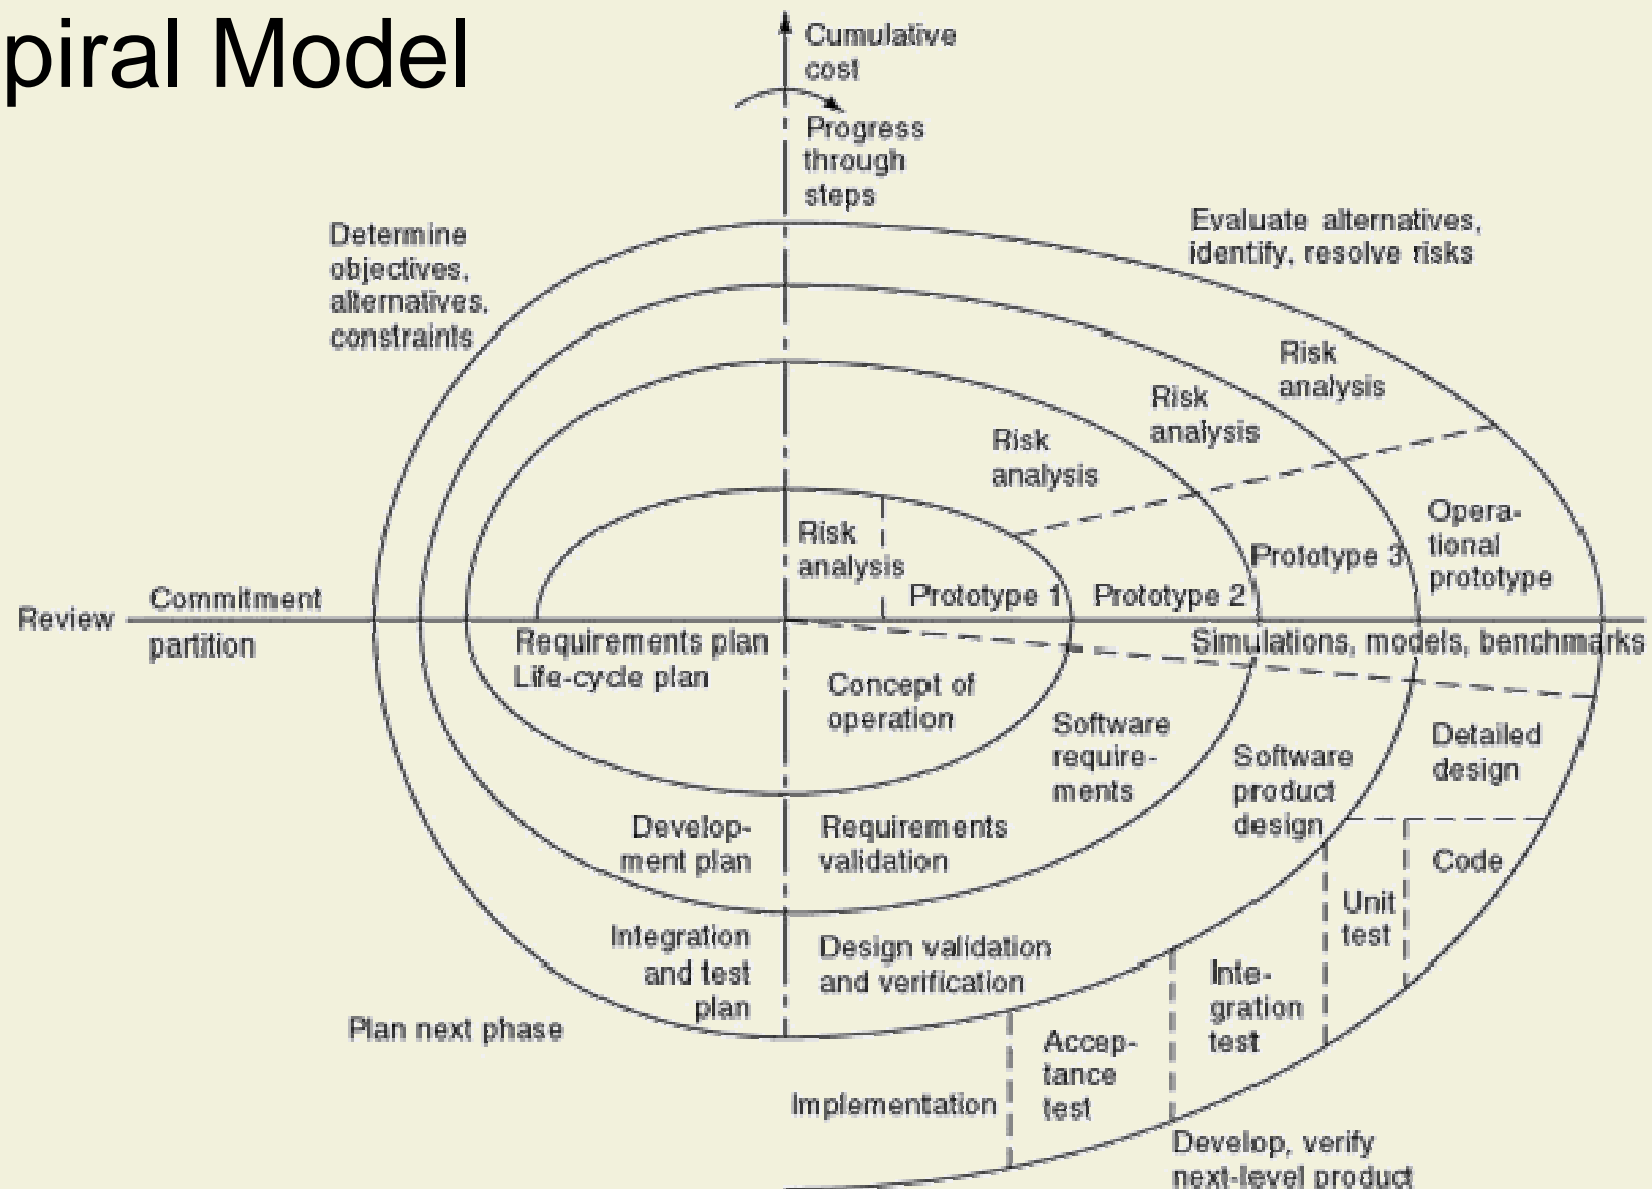 piral Model
Cumulative
cost
Progress
through
steps
Determine
objectives,
alternatives,
constraints
Evaluate alternatives,
identify, resolve risks
Risk
analysis
Risk
analysis
Risk
analysis
Risk
analysis
Opera-
tional
prototype
Prototype 3
Prototype 2
Prototype 1
Review
Commitment
partition
Requirements plan
Life-cycle plan
Simulations, models, benchmarks
Concept of
operation
Software
require-
ments
Software
product
design
Detailed
design
Develop-
ment plan
Requirements
validation
Code
Unit
test
Integration
and test
plan
Design validation
and verification
Inte-
gration
test
Plan next phase
Accep-
tance
test
Implementation
Develop, verify
next-level product